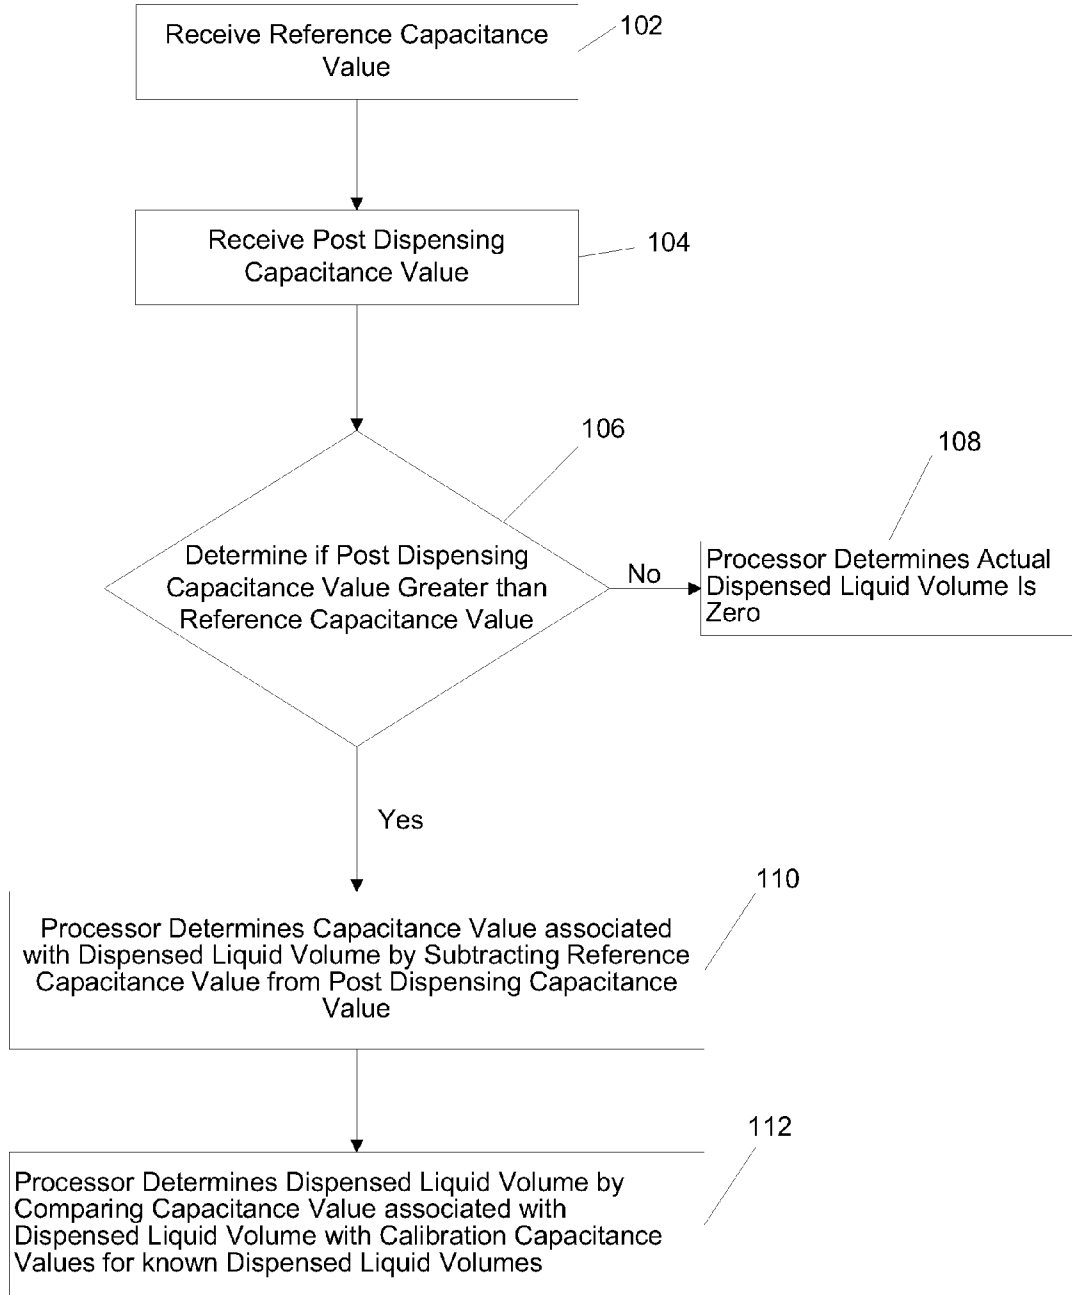 Receive Reference Capacitance
Value
102
Receive Post Dispensing
Capacitance Value
104
106
Determine if Post Dispensing
Capacitance Value Greater than
Reference Capacitance Value
No
108
Processor Determines Actual
Dispensed Liquid Volume Is
Zero
Yes
110
Processor Determines Capacitance Value associated
with Dispensed Liquid Volume by Subtracting Reference
Capacitance Value from Post Dispensing Capacitance
Value
112
Processor Determines Dispensed Liquid Volume by
Comparing Capacitance Value associated with
Dispensed Liquid Volume with Calibration Capacitance
Values for known Dispensed Liquid Volumes